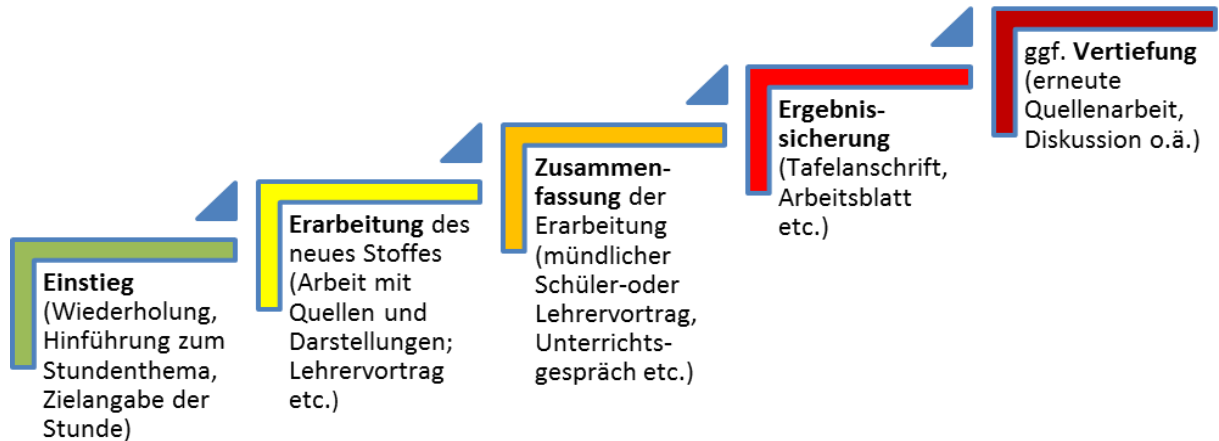 Einstieg
(Wiederholung,
Hinführung zum
Stundenthema,
Zielangabe der
Stunde)
Erarbeitung des
neues Stoffes
(Arbeit mit
Quellen und
Darstellungen;
Lehrervortrag
etc.)
Zusammen-
fassung der
Erarbeitung
(mündlicher
Schüler-oder
Lehrervortrag,
Unterrichts-
gespräch etc.)
Ergebnis-
sicherung
(Tafelanschrift,
Arbeitsblatt
etc.)
ggf. Vertiefung
(erneute
Quellenarbeit,
Diskussion o.ä.)